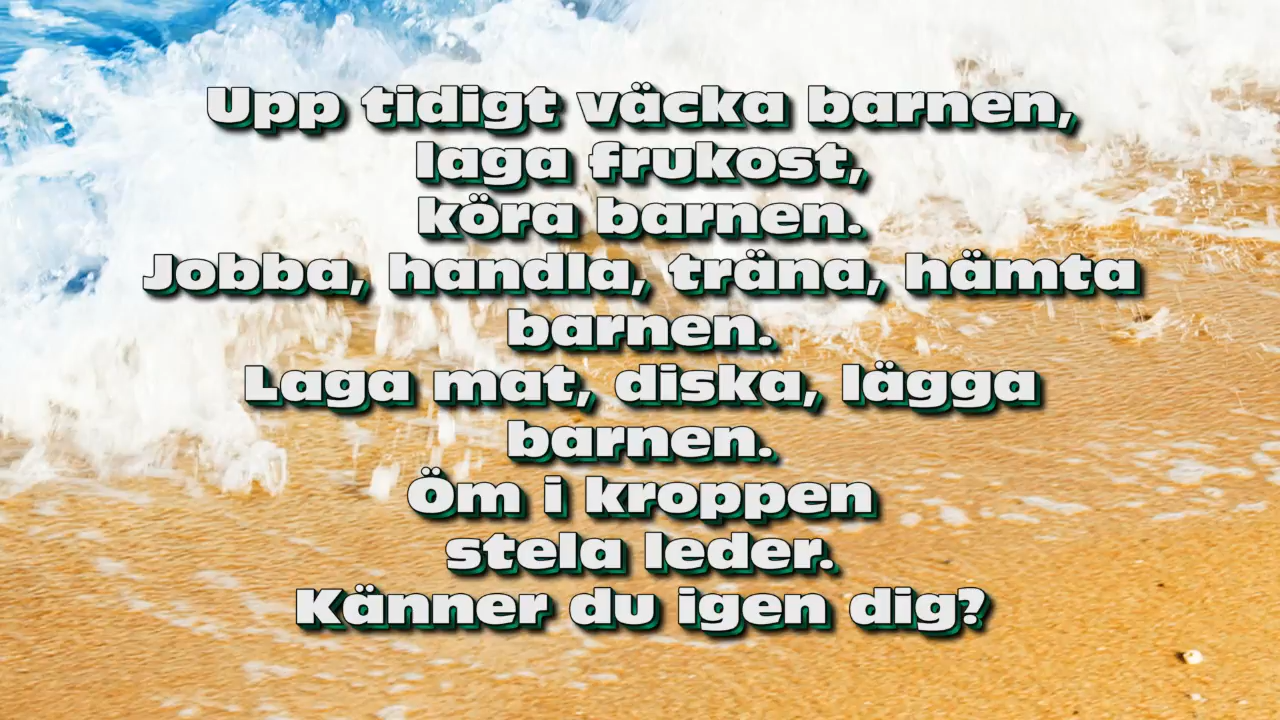 Upp tidigt väcka barnen,
laga frukost,
köra barnen.
Jobba, handla, träna, hämta
barnen.
Laga mat, diska, lägga
barnen.
Öm i kroppen
stela leder.
Känner du igen dig?